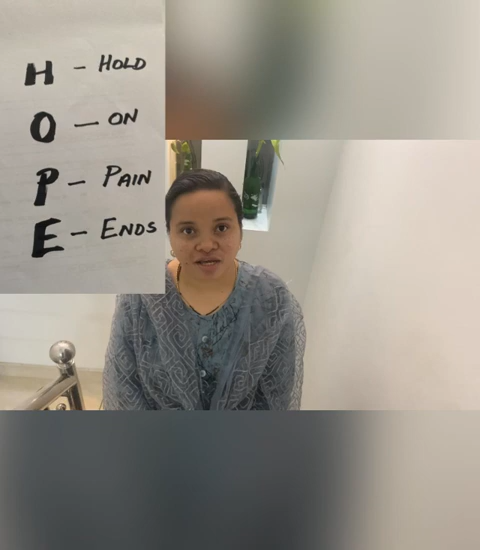 H - HOLD
O - ON
P - PAIN
E - ENDS